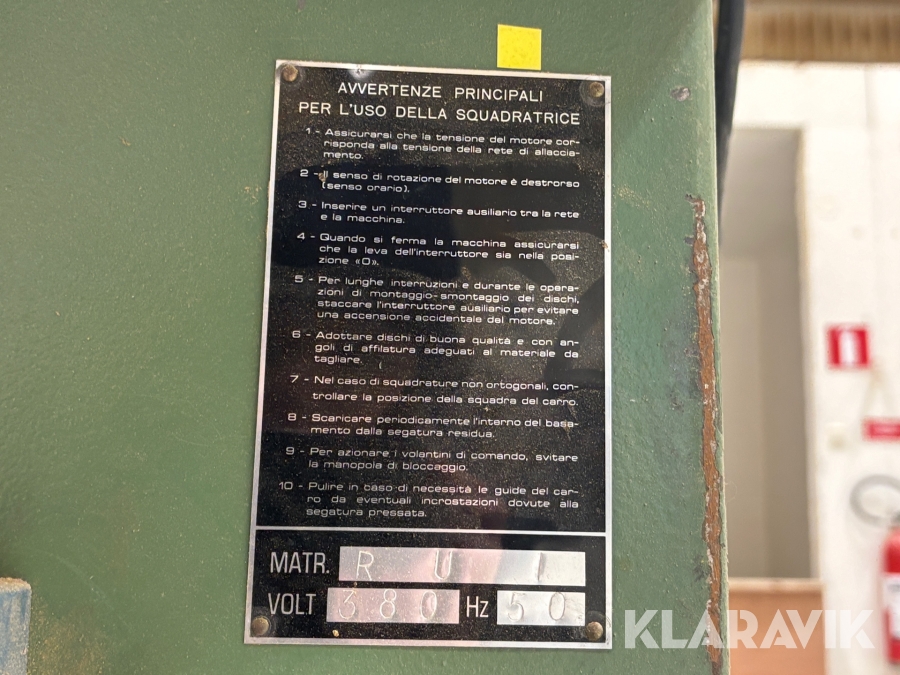 AVVERTENZE PRINCIPALI
PER L'USO DELLA SQUADRATRICE
1 - Assicurarsi che la tensione del motore cor-
risponda alla tensione della rete di allaccia-
mento.
2 - Il senso di rotazione del motore è destrorso
(senso orario).
3 - Inserire un interruttore ausiliario tra la rete
e la macchina.
4 - Quando si ferma la macchina assicurarsi
che la leva dell'interruttore sia nella posi-
zione «O».
5 - Per lunghe interruzioni e durante le opera-
zioni di montaggio-smontaggio dei dischi,
staccare l'interruttore ausiliario per evitare
una accensione accidentale del motore.
6 - Adottare dischi di buona qualità e con an-
goli di affilatura adeguati al materiale da
tagliare.
7 - Nel caso di squadrature non ortogonali, con-
trollare la posizione della squadra del carro.
8 - Scaricare periodicamente l'interno del basa-
mento dalla segatura residua.
9 - Per azionare i volantini di comando, svitare
la manopola di bloccaggio.
10 - Pulire in caso di necessità le guide del car-
ro da eventuali incrostazioni dovute alla
segatura pressata.
MATR. R U I
VOLT 380 Hz 50
KLARAVIK